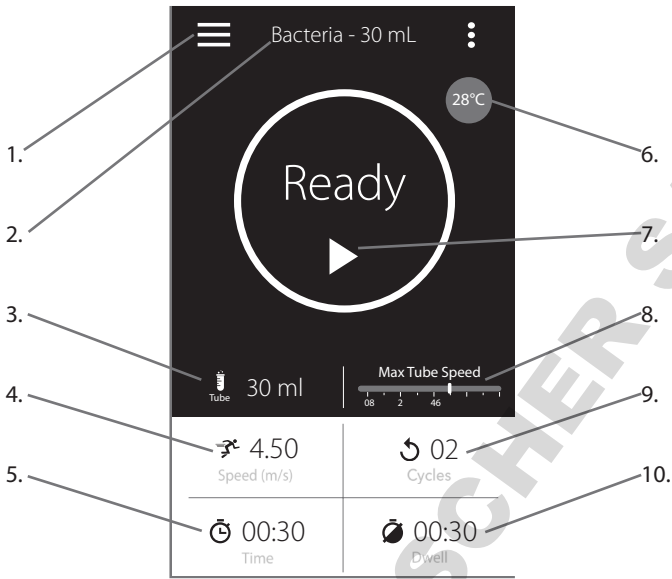 Bacteria - 30 mL
28°C
1.
6.
Ready
2.
7.
3.
8.
Max Tube Speed
Tube
30 ml
08 2 46
4.
9.
4.50
02
Speed (m/s)
Cycles
5.
10.
00:30
00:30
Time
Dwell
SCHER S